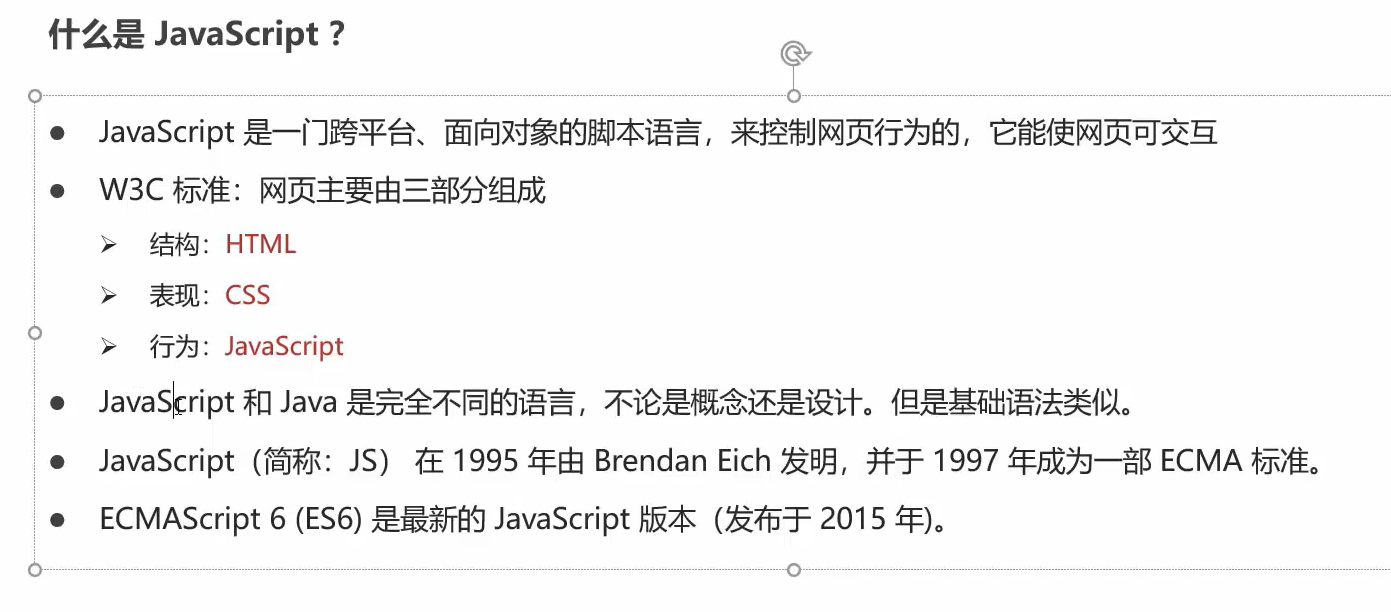 什么是 JavaScript？
● JavaScript 是一门跨平台、面向对象的脚本语言，来控制网页行为的，它能使网页可交互
● W3C 标准：网页主要由三部分组成
➢ 结构：HTML
➢ 表现：CSS
➢ 行为：JavaScript
● JavaScript 和 Java 是完全不同的语言，不论是概念还是设计。但是基础语法类似。
● JavaScript（简称：JS） 在 1995 年由 Brendan Eich 发明，并于 1997 年成为一部 ECMA 标准。
● ECMAScript 6 (ES6) 是最新的 JavaScript 版本（发布于 2015 年)。